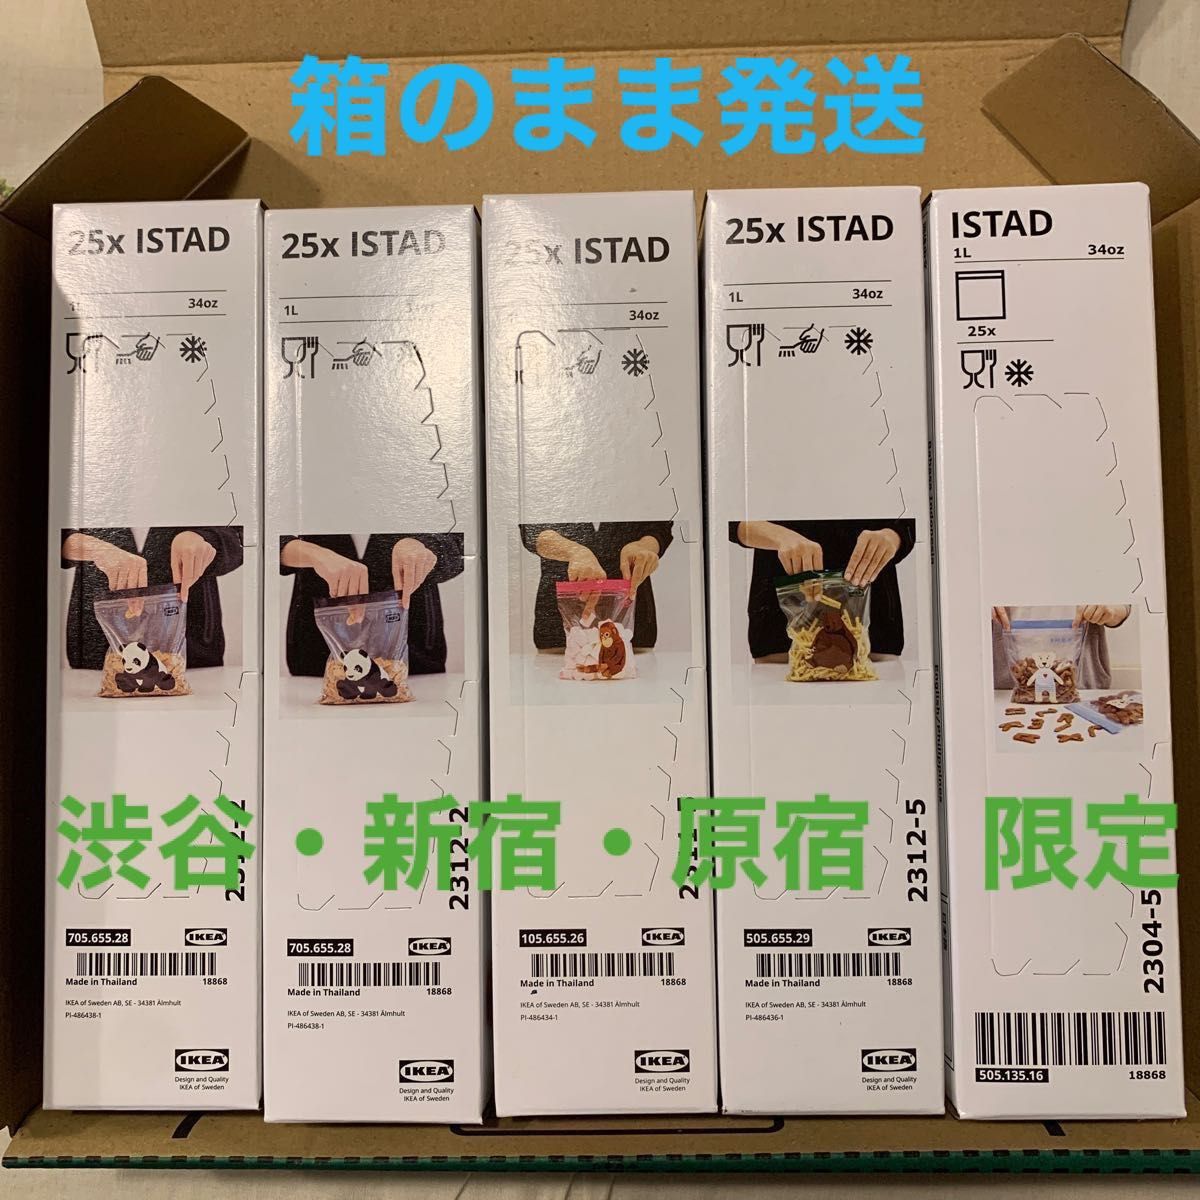 箱のまま発送
25x ISTAD
34oz
25x ISTAD
1L
25x ISTAD
34oz
25x ISTAD
1L 34oz
ISTAD
1L 34oz
25x
渋谷・新宿・原宿 限定
2312-2
2312-5
2304-5
705.655.28 IKEA
Made in Thailand 18868
IKEA of Sweden AB, SE - 34381 Älmhult
PI-486438-1
IKEA
Design and Quality
IKEA of Sweden
705.655.28 IKEA
Made in Thailand 18868
IKEA of Sweden AB, SE - 34381 Älmhult
PI-486438-1
IKEA
Design and Quality
IKEA of Sweden
105.655.26 IKEA
Made in Thailand 18868
IKEA of Sweden AB, SE - 34381 Älmhult
PI-486434-1
IKEA
Design and Quality
IKEA of Sweden
505.655.29 IKEA
Made in Thailand 18868
IKEA of Sweden AB, SE - 34381 Älmhult
PI-486436-1
IKEA
Design and Quality
IKEA of Sweden
505.135.16 18868